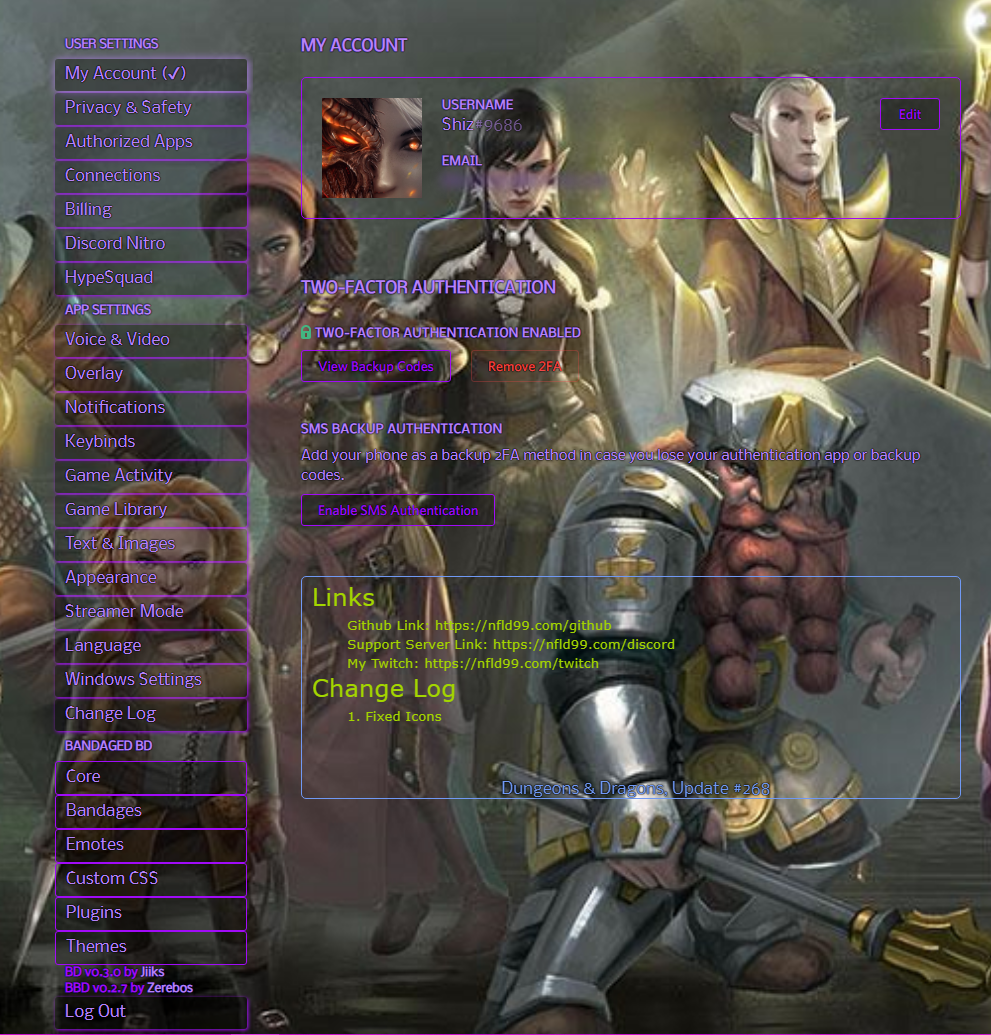 USER SETTINGS
My Account (✓)
Privacy & Safety
Authorized Apps
Connections
Billing
Discord Nitro
HypeSquad
APP SETTINGS
Voice & Video
Overlay
Notifications
Keybinds
Game Activity
Game Library
Text & Images
Appearance
Streamer Mode
Language
Windows Settings
Change Log
BANDAGED BD
Core
Bandages
Emotes
Custom CSS
Plugins
Themes
BD v0.3.0 by Jiiks
BBD v0.2.7 by Zerebos
Log Out
MY ACCOUNT
USERNAME
Shiz#9686
Edit
EMAIL
TWO-FACTOR AUTHENTICATION
TWO-FACTOR AUTHENTICATION ENABLED
View Backup Codes
Remove 2FA
SMS BACKUP AUTHENTICATION
Add your phone as a backup 2FA method in case you lose your authentication app or backup
codes.
Enable SMS Authentication
Links
Github Link: https://nfld99.com/github
Support Server Link: https://nfld99.com/discord
My Twitch: https://nfld99.com/twitch
Change Log
1. Fixed Icons
Dungeons & Dragons, Update #268